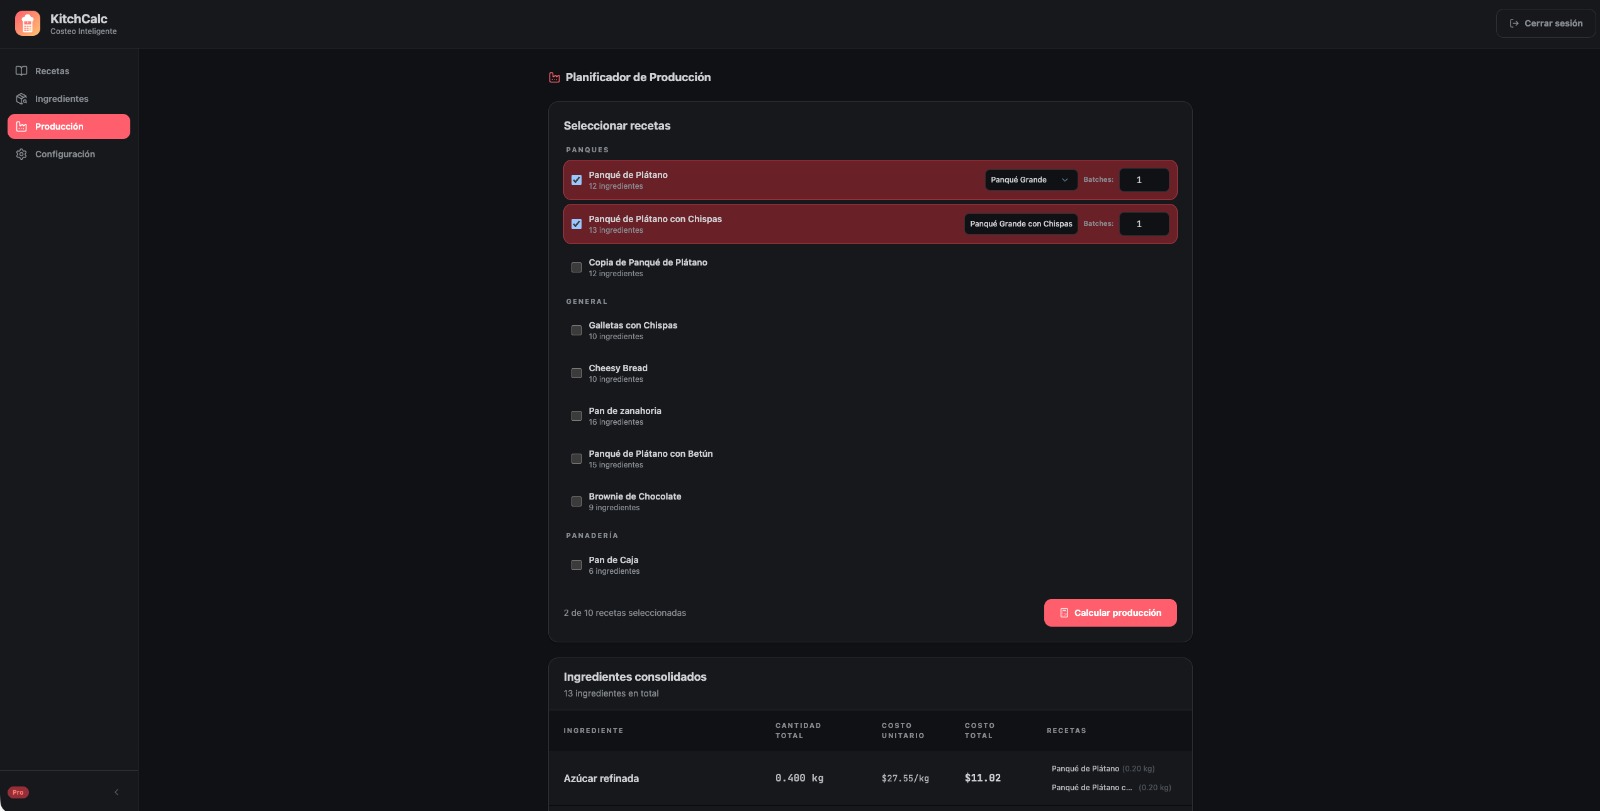 KitchCalc
Costeo Inteligente
Cerrar sesión
Recetas
Ingredientes
Producción
Configuración
Pro
Planificador de Producción
Seleccionar recetas
PANQUES
Panqué de Plátano
12 ingredientes
Panqué Grande
Batches:
1
Panqué de Plátano con Chispas
13 ingredientes
Panqué Grande con Chispas
Batches:
1
Copia de Panqué de Plátano
12 ingredientes
GENERAL
Galletas con Chispas
10 ingredientes
Cheesy Bread
10 ingredientes
Pan de zanahoria
16 ingredientes
Panqué de Plátano con Betún
15 ingredientes
Brownie de Chocolate
9 ingredientes
PANADERÍA
Pan de Caja
6 ingredientes
2 de 10 recetas seleccionadas
Calcular producción
Ingredientes consolidados
13 ingredientes en total
INGREDIENTE
CANTIDAD
TOTAL
COSTO
UNITARIO
COSTO
TOTAL
RECETAS
Azúcar refinada
0.400 kg
$27.55/kg
$11.02
Panqué de Plátano (0.20 kg)
Panqué de Plátano c... (0.20 kg)